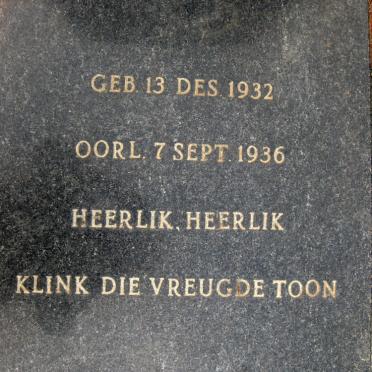 GEB. 13 DES. 1932
OORL. 7 SEPT. 1936
HEERLIK, HEERLIK
KLINK DIE VREUGDE TOON